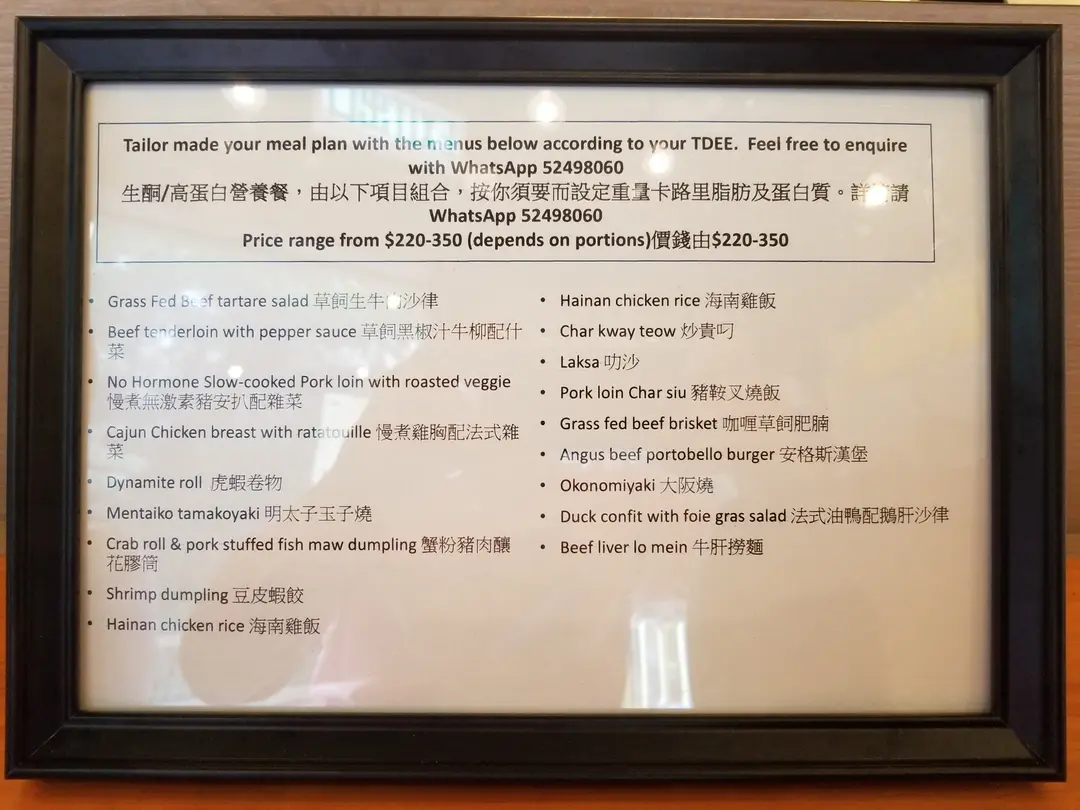 Tailor made your meal plan with the menus below according to your TDEE.  Feel free to enquire
with WhatsApp 52498060
生酮/高蛋白營養餐，由以下項目組合，按你須要而設定重量卡路里脂肪及蛋白質。詳情請
WhatsApp 52498060
Price range from $220-350 (depends on portions)價錢由$220-350
• Grass Fed Beef tartare salad 草飼生牛肉沙律
• Beef tenderloin with pepper sauce 草飼黑椒汁牛柳配什
菜
• No Hormone Slow-cooked Pork loin with roasted veggie
慢煮無激素豬安扒配雜菜
• Cajun Chicken breast with ratatouille 慢煮雞胸配法式雜
菜
• Dynamite roll  虎蝦卷物
• Mentaiko tamakoyaki 明太子玉子燒
• Crab roll & pork stuffed fish maw dumpling 蟹粉豬肉釀
花膠筒
• Shrimp dumpling 豆皮蝦餃
• Hainan chicken rice 海南雞飯
• Hainan chicken rice 海南雞飯
• Char kway teow 炒貴叼
• Laksa 叻沙
• Pork loin Char siu 豬鞍叉燒飯
• Grass fed beef brisket 咖喱草飼肥腩
• Angus beef portobello burger 安格斯漢堡
• Okonomiyaki 大阪燒
• Duck confit with foie gras salad 法式油鴨配鵝肝沙律
• Beef liver lo mein 牛肝撈麵